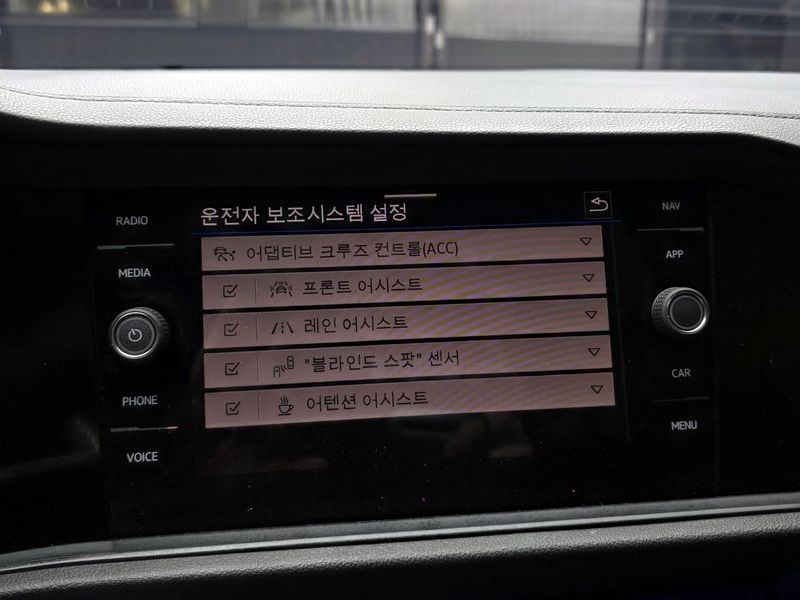 운전자 보조시스템 설정
어댑티브 크루즈 컨트롤(ACC)
프론트 어시스트
레인 어시스트
"블라인드 스팟" 센서
어텐션 어시스트
RADIO
MEDIA
PHONE
VOICE
NAV
APP
CAR
MENU